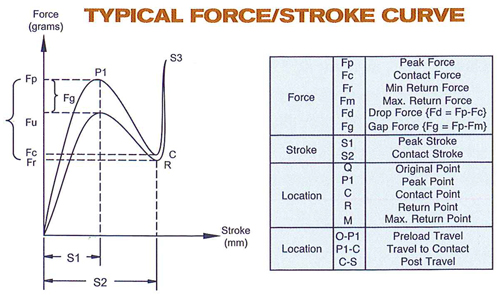 TYPICAL FORCE/STROKE CURVE
Force
(grams)
Fp
Fg
Fu
Fc
Fr
P1
S3
C
R
Stroke
(mm)
S1
S2
Force
Fp Peak Force
Fc Contact Force
Fr Min Return Force
Fm Max. Return Force
Fd Drop Force {Fd = Fp-Fc}
Fg Gap Force {Fg = Fp-Fm}
Stroke
S1 Peak Stroke
S2 Contact Stroke
Location
Q Original Point
P1 Peak Point
C Contact Point
R Return Point
M Max. Return Point
Location
O-P1 Preload Travel
P1-C Travel to Contact
C-S Post Travel